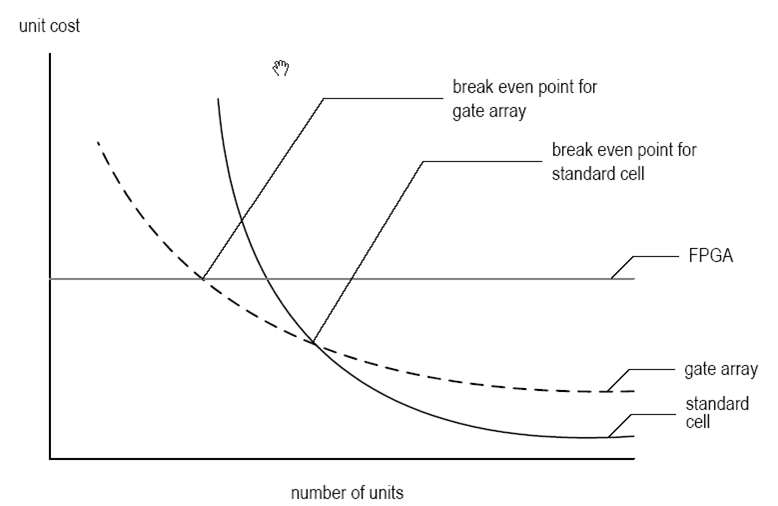 unit cost
break even point for
gate array
break even point for
standard cell
FPGA
gate array
standard
cell
number of units